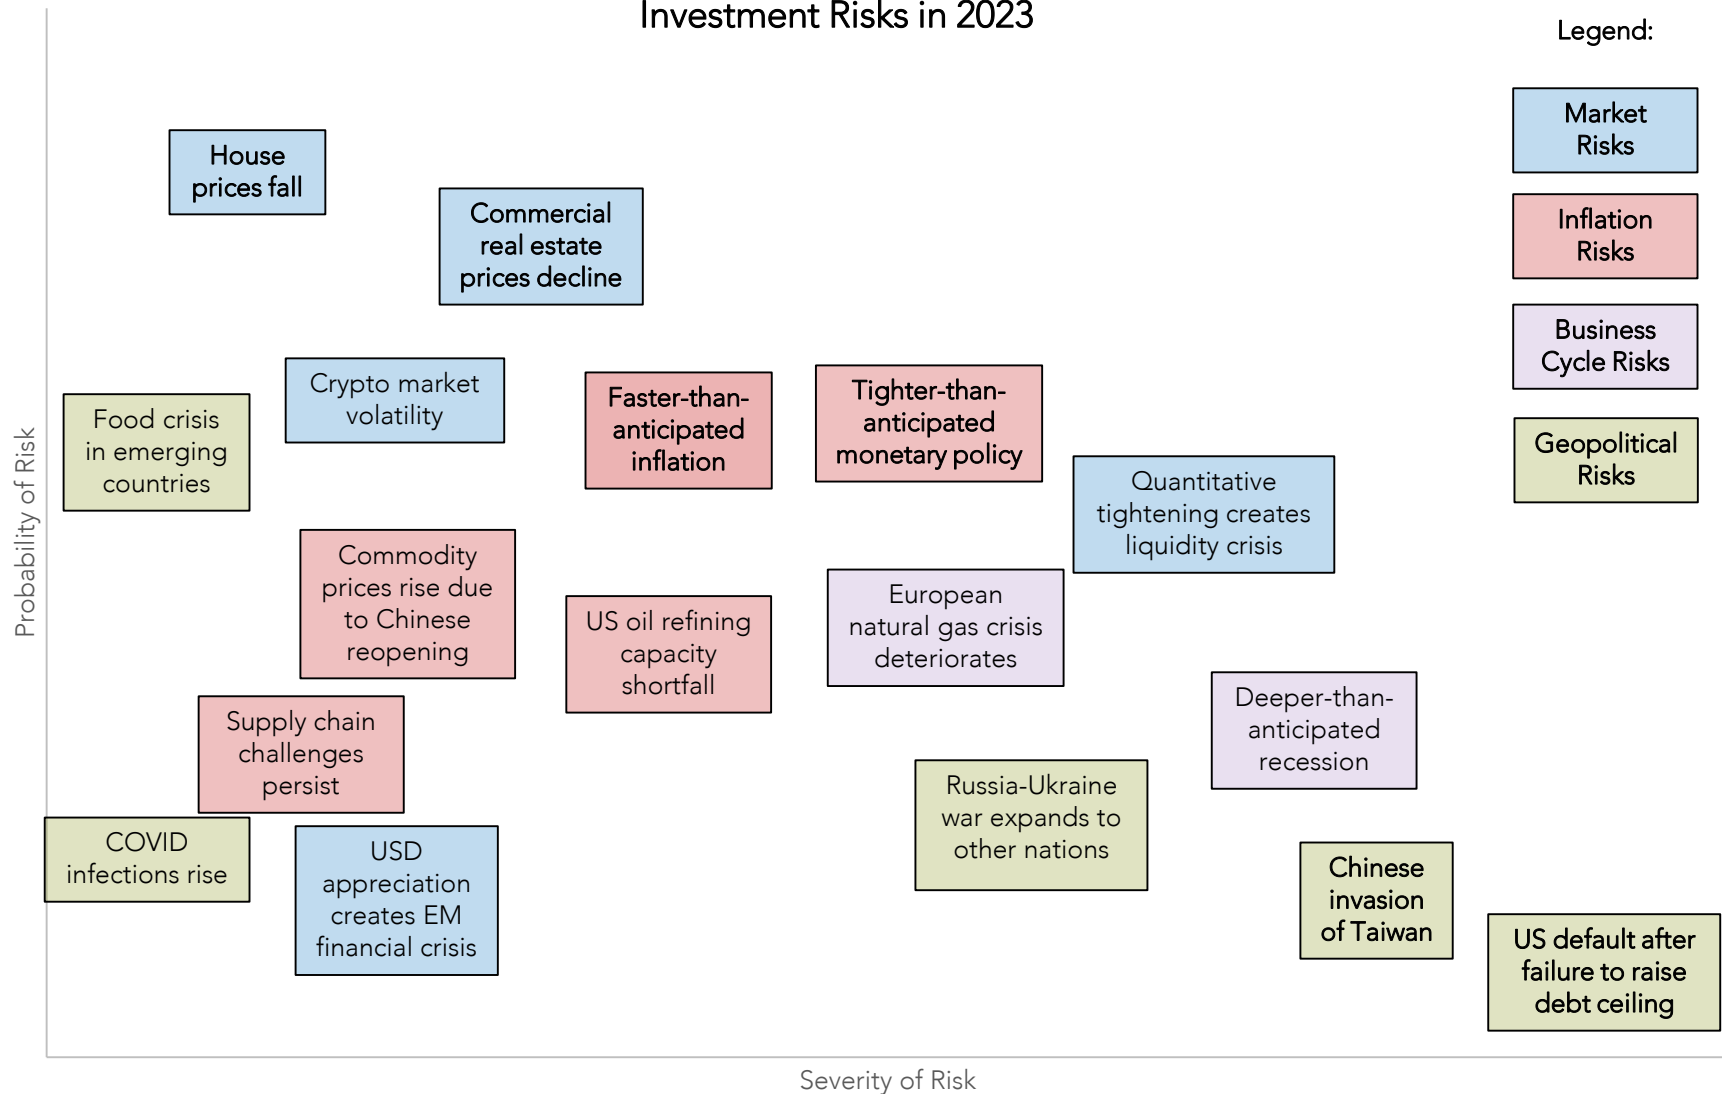 Investment Risks in 2023
Legend:
Market
Risks
Inflation
Risks
Business
Cycle Risks
Geopolitical
Risks
House
prices fall
Commercial
real estate
prices decline
Crypto market
volatility
Food crisis
in emerging
countries
Faster-than-
anticipated
inflation
Tighter-than-
anticipated
monetary policy
Quantitative
tightening creates
liquidity crisis
Commodity
prices rise due
to Chinese
reopening
US oil refining
capacity
shortfall
European
natural gas crisis
deteriorates
Deeper-than-
anticipated
recession
Supply chain
challenges
persist
Russia-Ukraine
war expands to
other nations
COVID
infections rise
USD
appreciation
creates EM
financial crisis
Chinese
invasion
of Taiwan
US default after
failure to raise
debt ceiling
Probability of Risk
Severity of Risk